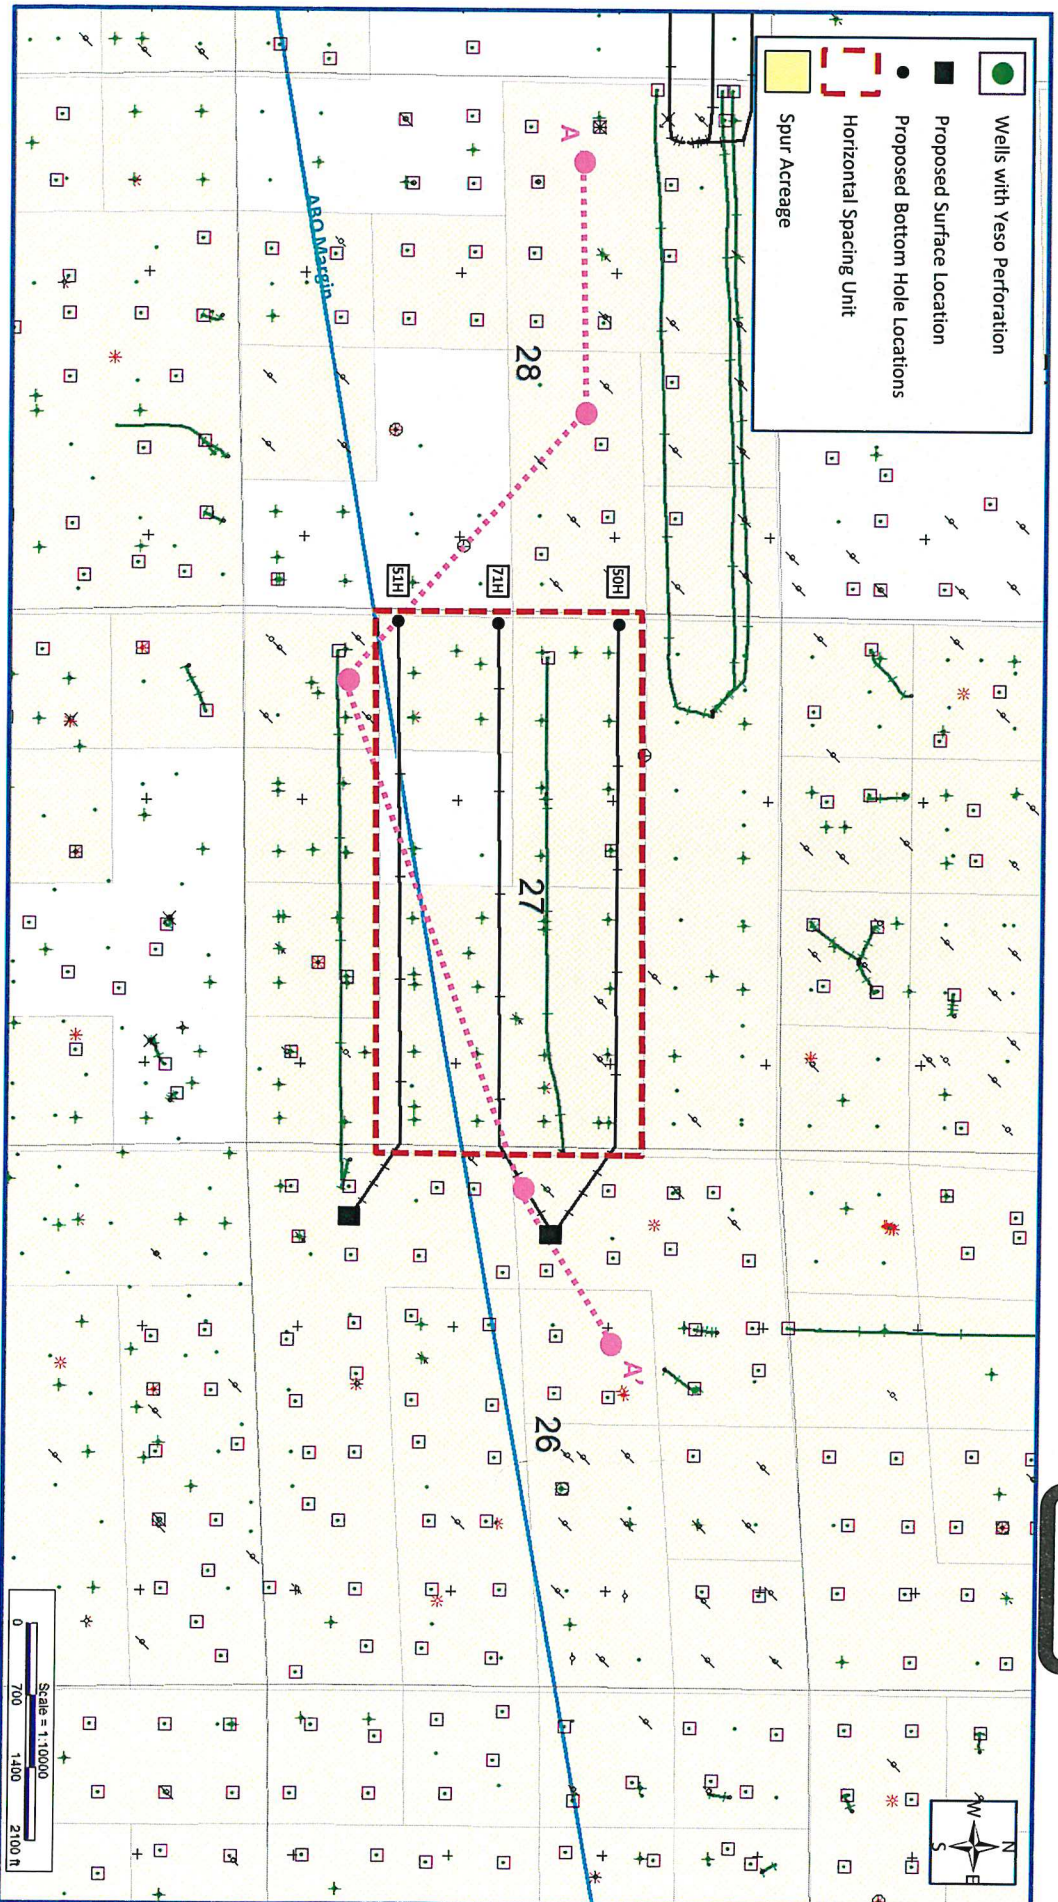 Wells with Yeso Perforation
Proposed Surface Location
Proposed Bottom Hole Locations
Horizontal Spacing Unit
Spur Acreage
A
ABO Margin
28
50H
71H
51H
27
A'
26
N
W
E
S
Scale = 1:10000
0 700 1400 2100 ft